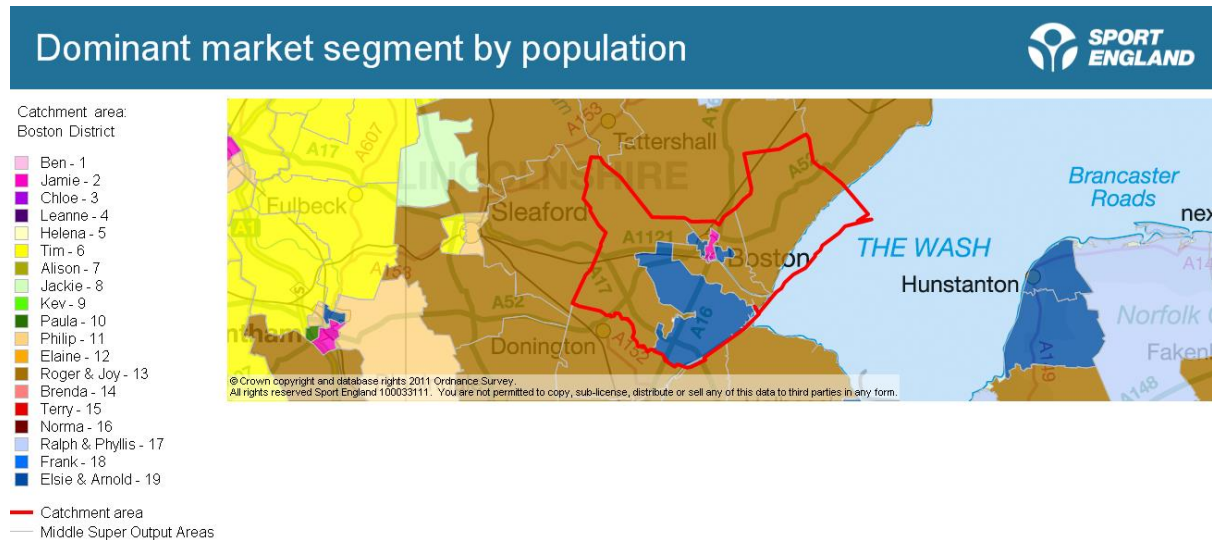 Dominant market segment by population
SPORT
ENGLAND
Catchment area:
Boston District
Ben - 1
Jamie - 2
Chloe - 3
Leanne - 4
Helena - 5
Tim - 6
Alison - 7
Jackie - 8
Kev - 9
Paula - 10
Philip - 11
Elaine - 12
Roger & Joy - 13
Brenda - 14
Terry - 15
Norma - 16
Ralph & Phyllis - 17
Frank - 18
Elsie & Arnold - 19
Catchment area
Middle Super Output Areas
A607
A153
Tattershall
A17
LINCOLNSHIRE
Fulbeck
Sleaford
A1
A1121
Boston
A153
A17
A52
A16
Donington
A152
ntham
THE WASH
Brancaster
Roads
nex
Hunstanton
Norfolk
Faken
A149
A148
© Crown copyright and database rights 2011 Ordnance Survey.
All rights reserved Sport England 100033111. You are not permitted to copy, sub-license, distribute or sell any of this data to third parties in any form.